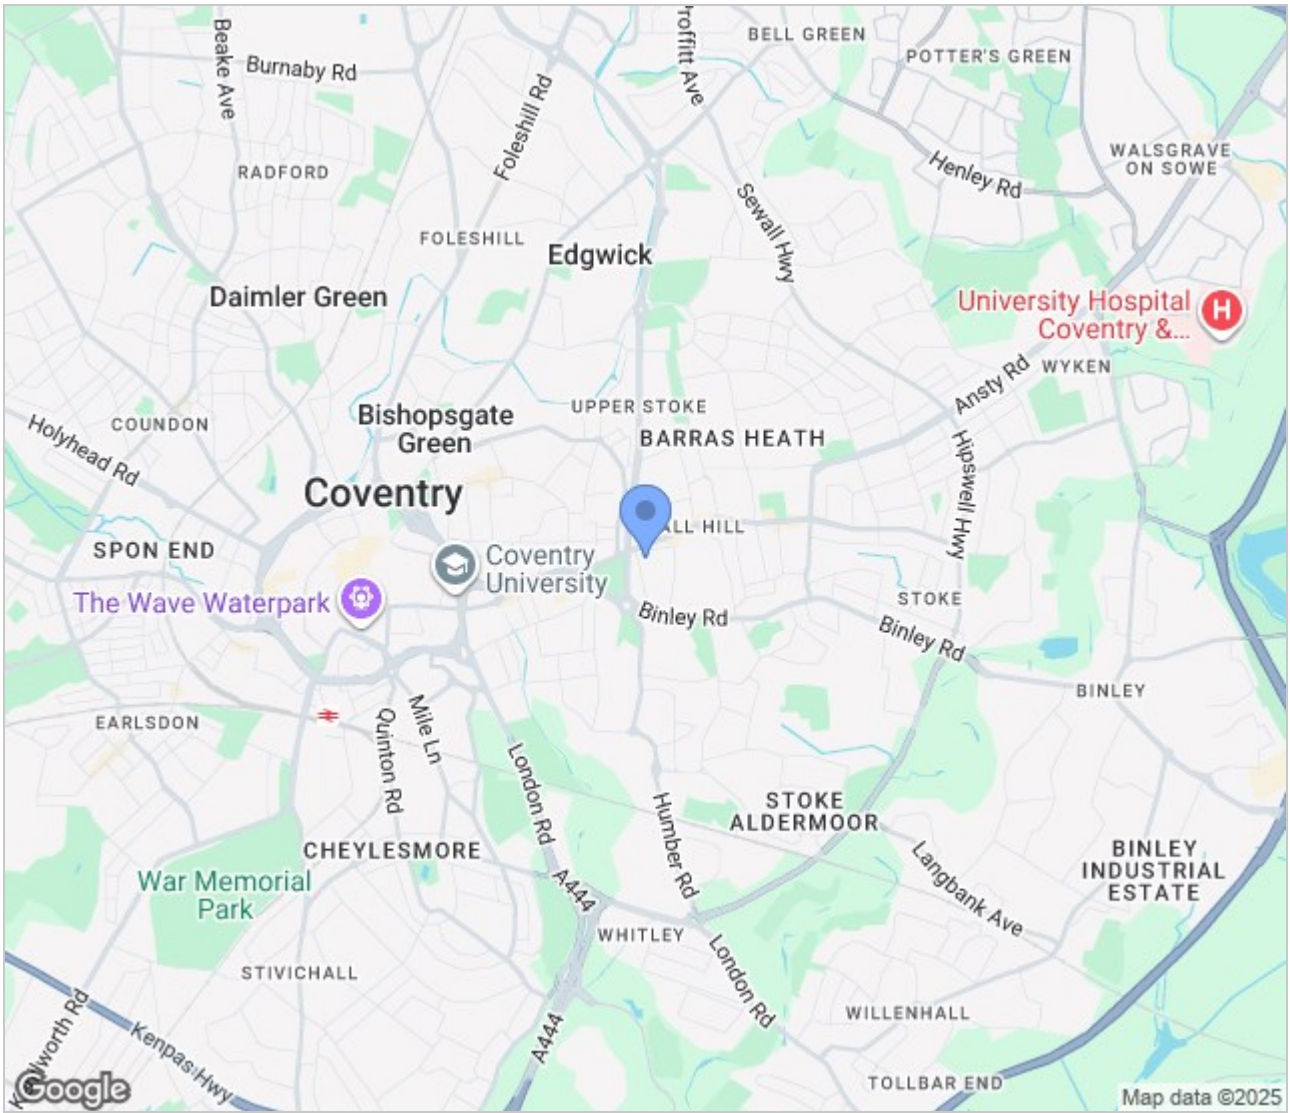 Proffitt Ave
BELL GREEN
Beake Ave
POTTER'S GREEN
Burnaby Rd
Foleshill Rd
WALSGRAVE
ON SOWE
Henley Rd
RADFORD
Sewall Hwy
FOLESHILL
Edgwick
Daimler Green
University Hospital
Coventry &...
H
WYKEN
Ansty Rd
UPPER STOKE
Bishopsgate
Green
COUNDON
BARRAS HEATH
Holyhead Rd
Hipswell Hwy
Coventry
ALL HILL
SPON END
Coventry
University
The Wave Waterpark
STOKE
Binley Rd
Binley Rd
BINLEY
EARLSDON
Mile Ln
Quinton Rd
London Rd
STOKE
ALDERMOOR
Humber Rd
CHEYLESMORE
BINLEY
INDUSTRIAL
ESTATE
War Memorial
Park
Langbank Ave
A444
WHITLEY
STIVICHALL
London Rd
WILLENHALL
Kenpas Hwy
A444
TOLLBAR END
Google
Map data ©2025